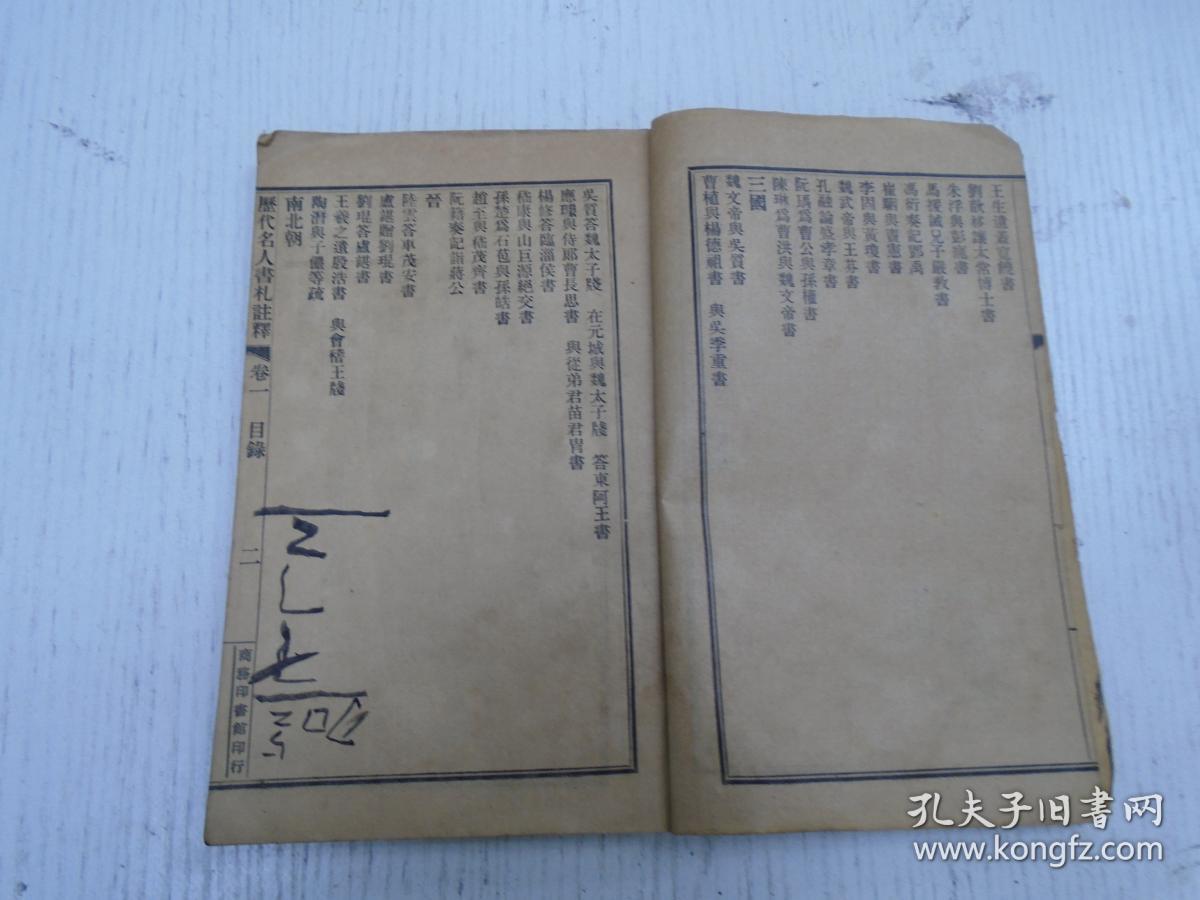 王生遺蓋寬饒書
劉歆移讓太常博士書
朱浮與彭寵書
馬援誡兄子嚴敦書
馮衍奏記鄧禹
崔駰與竇憲書
李固與黃瓊書
魏武帝與王芬書
孔融論盛孝章書
阮瑀爲曹公與孫權書
陳琳爲曹洪與魏文帝書
三國
魏文帝與吳質書
曹植與楊德祖書　與吳季重書
吳質答魏太子牋　在元城與魏太子牋　答東阿王書
應璩與侍郎曹長思書　與從弟君苗君冑書
楊修答臨淄侯書
嵇康與山巨源絕交書
孫楚爲石苞與孫皓書
趙至與嵇茂齊書
阮籍奏記詣蔣公
晉
陸雲答車茂安書
盧諶贈劉琨書
劉琨答盧諶書
王羲之遺殷浩書　與會稽王牋
陶潛與子儼等疏
南北朝
歷代名人書札註釋　卷一　目錄　二　商務印書館印行
孔夫子旧书网
www.kongfz.com